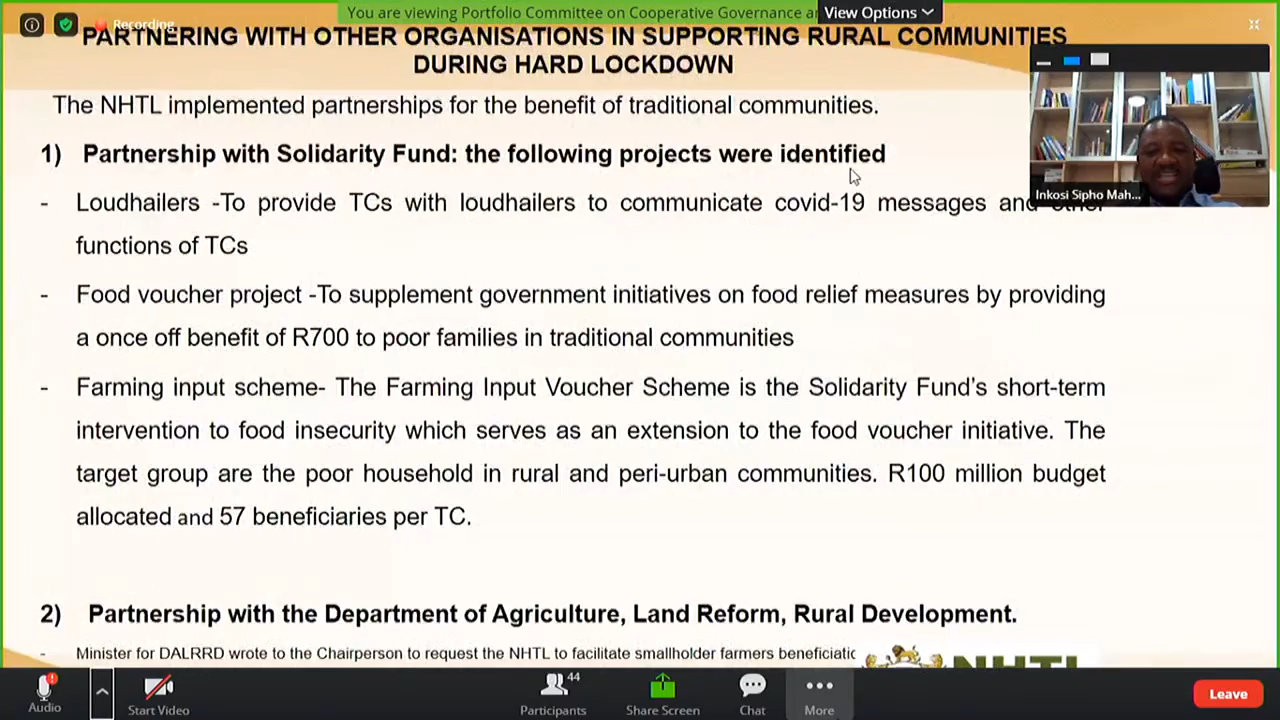 You are viewing Portfolio Committee on Cooperative Governance
View Options
Recording
PARTNERING WITH OTHER ORGANISATIONS IN SUPPORTING RURAL COMMUNITIES
DURING HARD LOCKDOWN
The NHTL implemented partnerships for the benefit of traditional communities.
1) Partnership with Solidarity Fund: the following projects were identified
Inkosi Sipho Mah...
- Loudhailers -To provide TCs with loudhailers to communicate covid-19 messages and other
functions of TCs
- Food voucher project -To supplement government initiatives on food relief measures by providing
a once off benefit of R700 to poor families in traditional communities
- Farming input scheme- The Farming Input Voucher Scheme is the Solidarity Fund's short-term
intervention to food insecurity which serves as an extension to the food voucher initiative. The
target group are the poor household in rural and peri-urban communities. R100 million budget
allocated and 57 beneficiaries per TC.
2) Partnership with the Department of Agriculture, Land Reform, Rural Development.
- Minister for DALRRD wrote to the Chairperson to request the NHTL to facilitate smallholder farmers
NHTL
Audio
Start Video
Participants 44
Share Screen
Chat
More
Leave